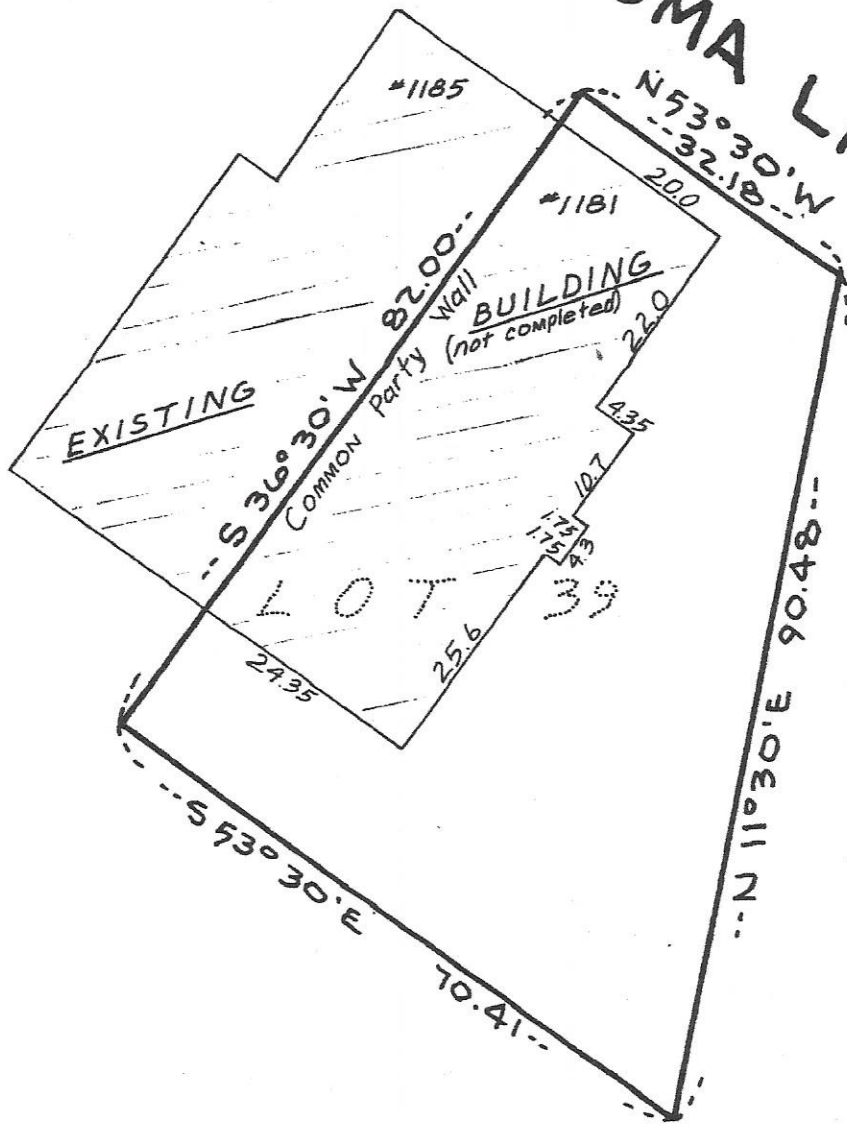 #1185
N 53°30'W
--32.18--
20.0
#1181
BUILDING
(not completed)
22.0
--S 36°30'W 82.00--
Common Party Wall
EXISTING
4.35
10.7
1.75
1.75
4.3
LOT 39
25.6
24.35
--N 11°30'E 90.48--
--S 53°30'E 70.41--